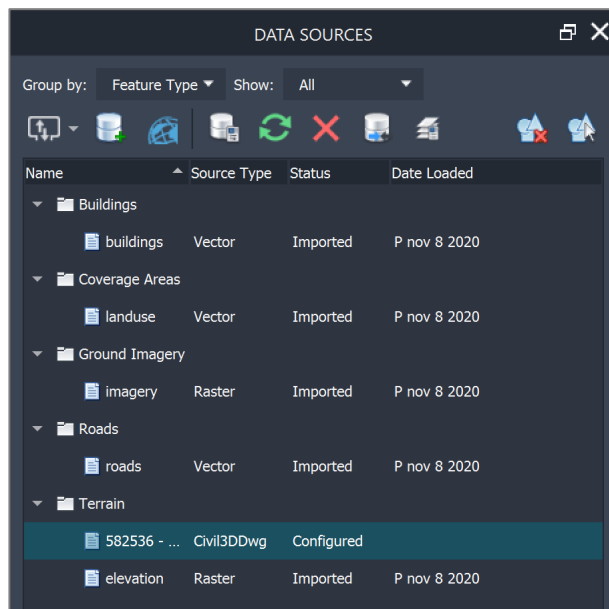 DATA SOURCES
Group by: Feature Type Show: All
Name Source Type Status Date Loaded
Buildings
buildings Vector Imported P nov 8 2020
Coverage Areas
landuse Vector Imported P nov 8 2020
Ground Imagery
imagery Raster Imported P nov 8 2020
Roads
roads Vector Imported P nov 8 2020
Terrain
582536 - ... Civil3DDwg Configured
elevation Raster Imported P nov 8 2020